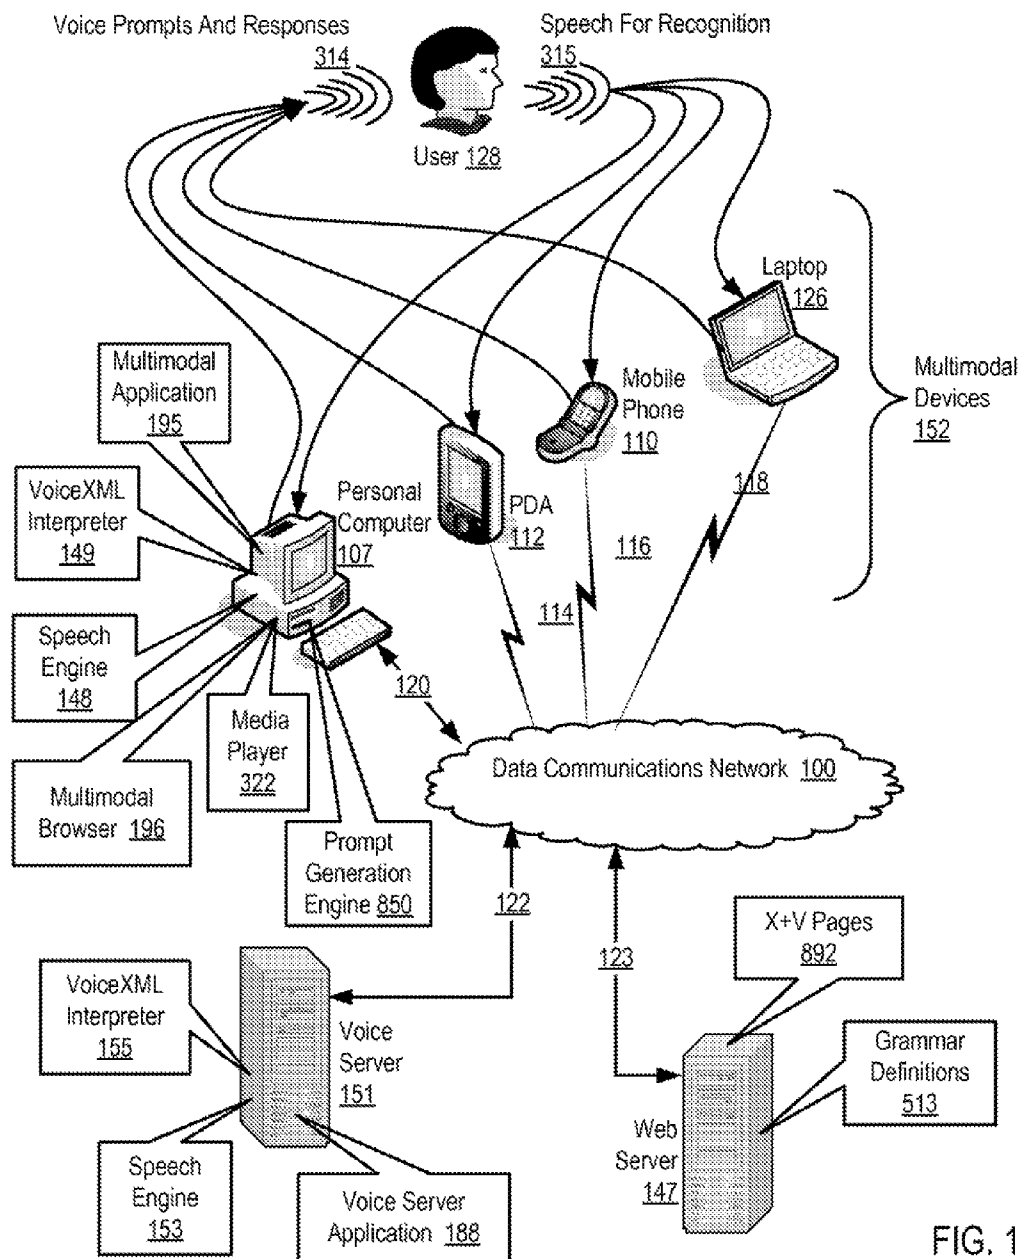 Voice Prompts And Responses
314
Speech For Recognition
315
User 128
Laptop
126
Multimodal
Devices
152
Multimodal
Application
195
Mobile
Phone
110
VoiceXML
Interpreter
149
Personal
Computer
107
PDA
112
118
116
114
Speech
Engine
148
120
Media
Player
322
Multimodal
Browser 196
Data Communications Network 100
Prompt
Generation
Engine 850
122
123
X+V Pages
892
VoiceXML
Interpreter
155
Voice
Server
151
Grammar
Definitions
513
Web
Server
147
Speech
Engine
153
Voice Server
Application 188
FIG. 1